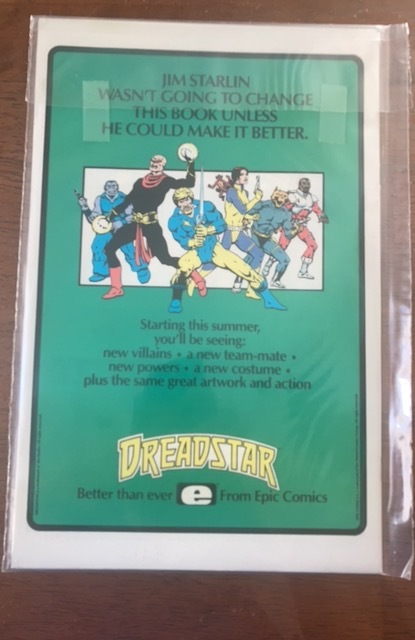 JIM STARLIN
WASN'T GOING TO CHANGE
THIS BOOK UNLESS
HE COULD MAKE IT BETTER.
Starting this summer,
you'll be seeing:
new villains • a new team-mate •
new powers • a new costume •
plus the same great artwork and action
DREADSTAR
Better than ever e From Epic Comics